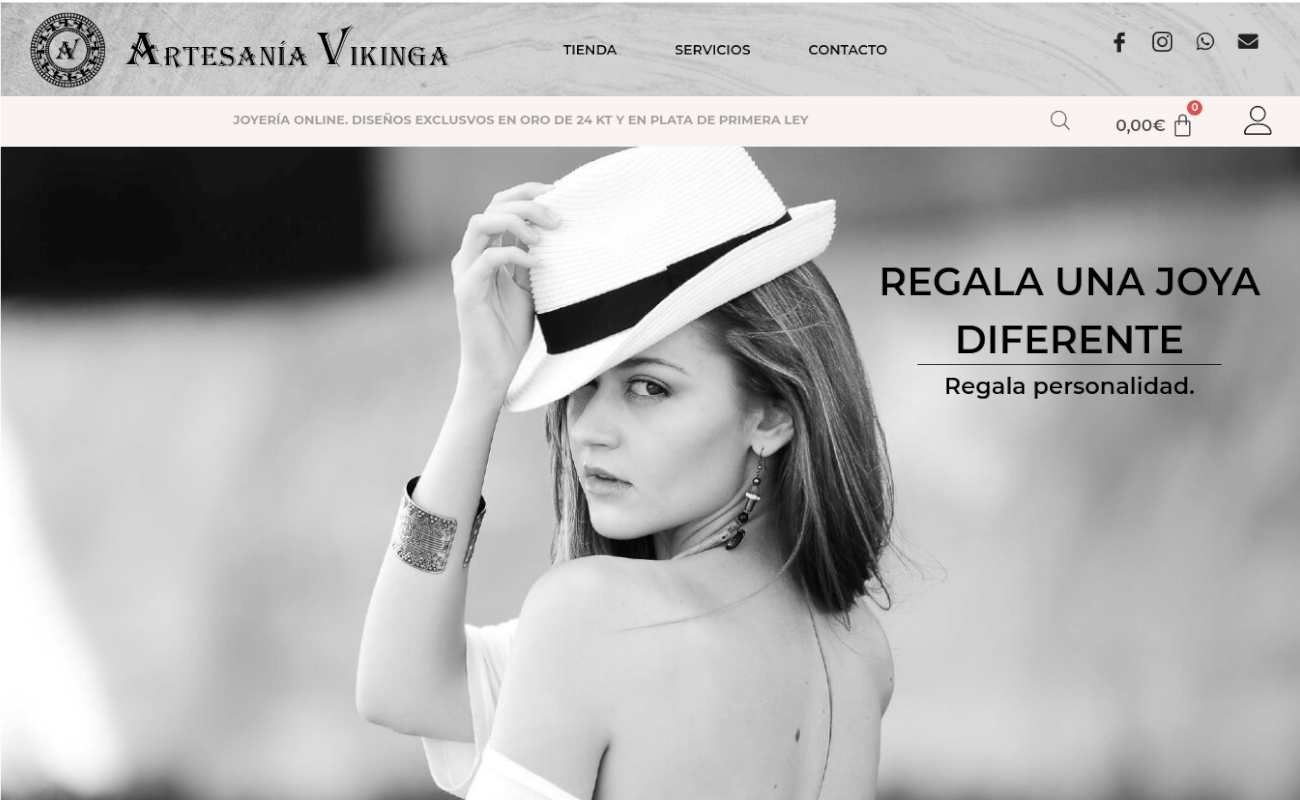 AV
ARTESANÍA VIKINGA
TIENDA
SERVICIOS
CONTACTO
JOYERÍA ONLINE. DISEÑOS EXCLUSVOS EN ORO DE 24 KT Y EN PLATA DE PRIMERA LEY
0,00€
0
REGALA UNA JOYA
DIFERENTE
Regala personalidad.